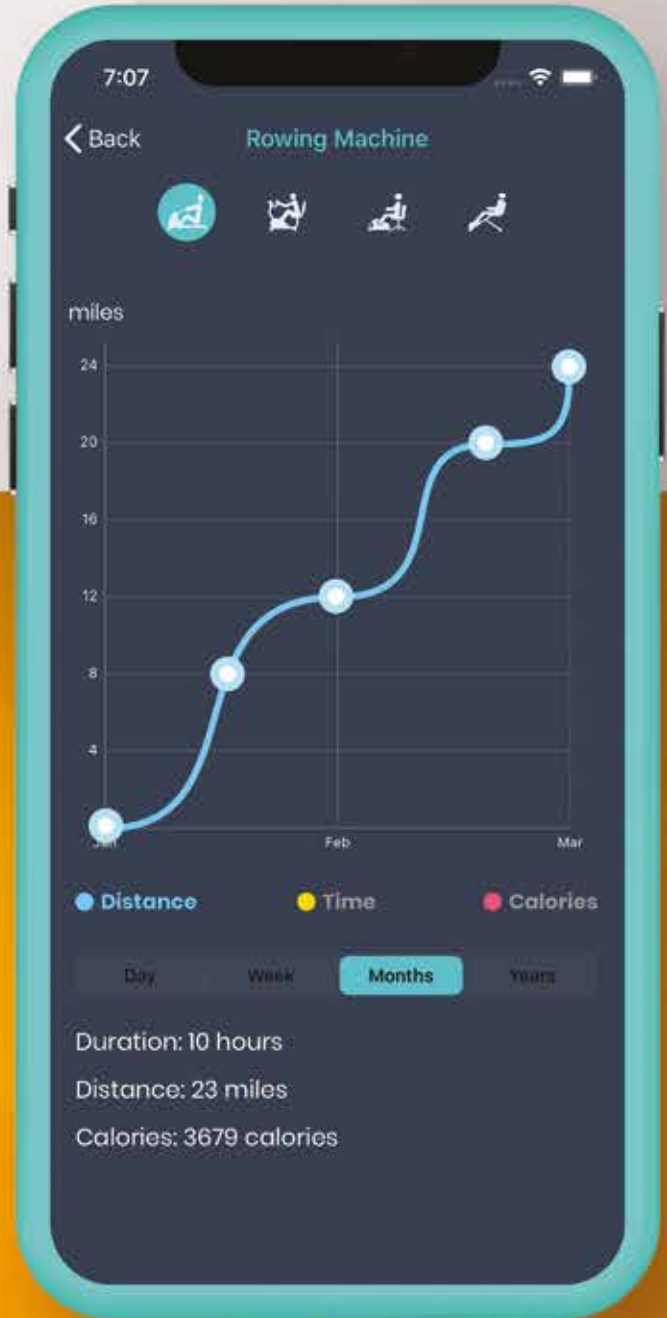 7:07
Back
Rowing Machine
miles
24
20
16
12
8
4
Jan Feb Mar
Distance Time Calories
Day Week Months Years
Duration: 10 hours
Distance: 23 miles
Calories: 3679 calories